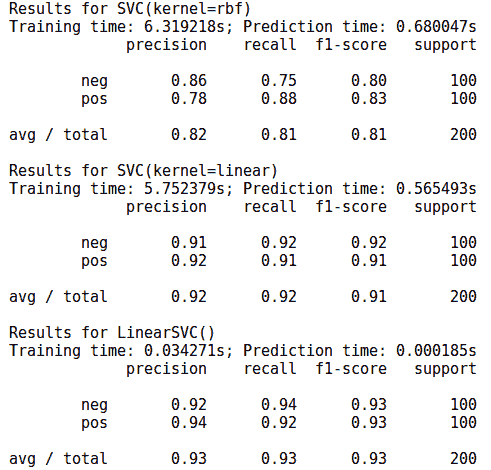 Results for SVC(kernel=rbf)
Training time: 6.319218s; Prediction time: 0.680047s
precision recall f1-score support
neg 0.86 0.75 0.80 100
pos 0.78 0.88 0.83 100
avg / total 0.82 0.81 0.81 200
Results for SVC(kernel=linear)
Training time: 5.752379s; Prediction time: 0.565493s
precision recall f1-score support
neg 0.91 0.92 0.92 100
pos 0.92 0.91 0.91 100
avg / total 0.92 0.92 0.91 200
Results for LinearSVC()
Training time: 0.034271s; Prediction time: 0.000185s
precision recall f1-score support
neg 0.92 0.94 0.93 100
pos 0.94 0.92 0.93 100
avg / total 0.93 0.93 0.93 200